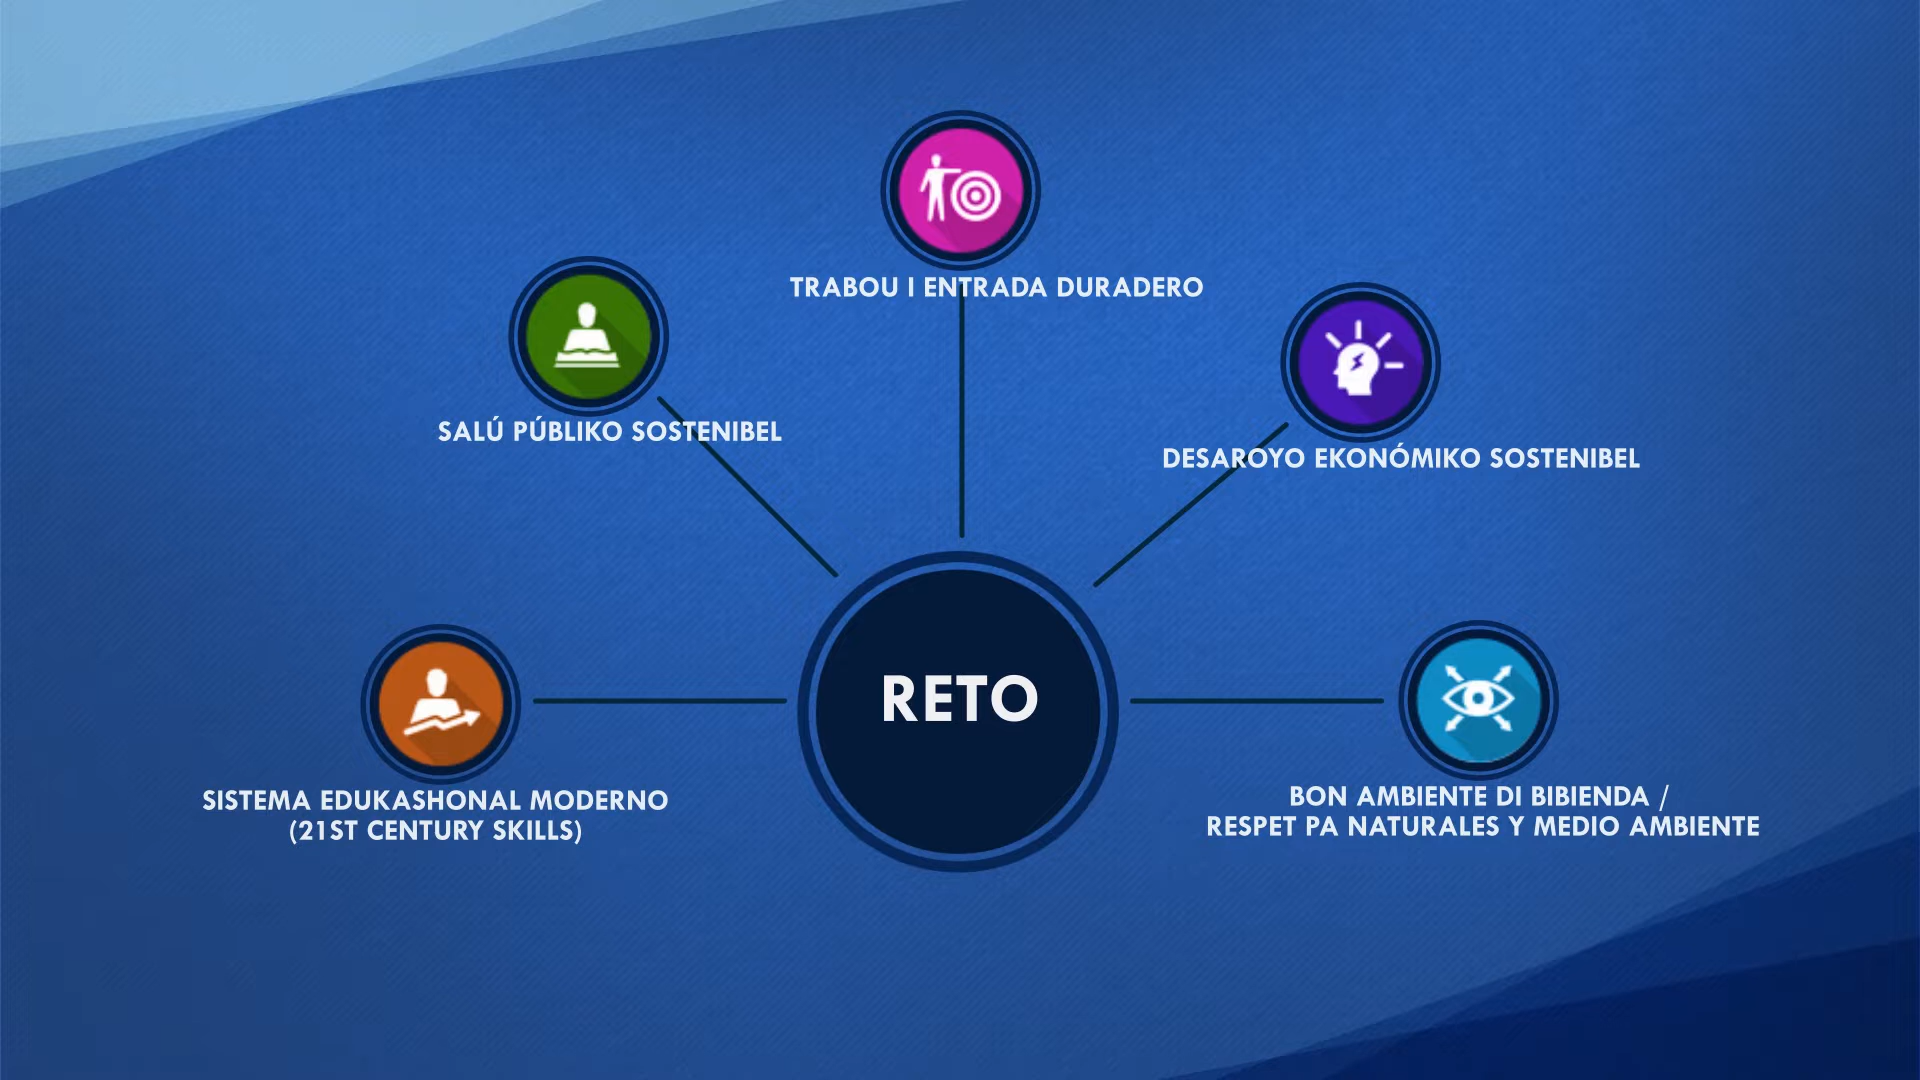 TRABOU I ENTRADA DURADERO
SALÚ PÚBLIKO SOSTENIBEL
DESAROYO EKONÓMIKO SOSTENIBEL
RETO
SISTEMA EDUKASHONAL MODERNO
(21ST CENTURY SKILLS)
BON AMBIENTE DI BIBIENDA /
RESPET PA NATURALES Y MEDIO AMBIENTE